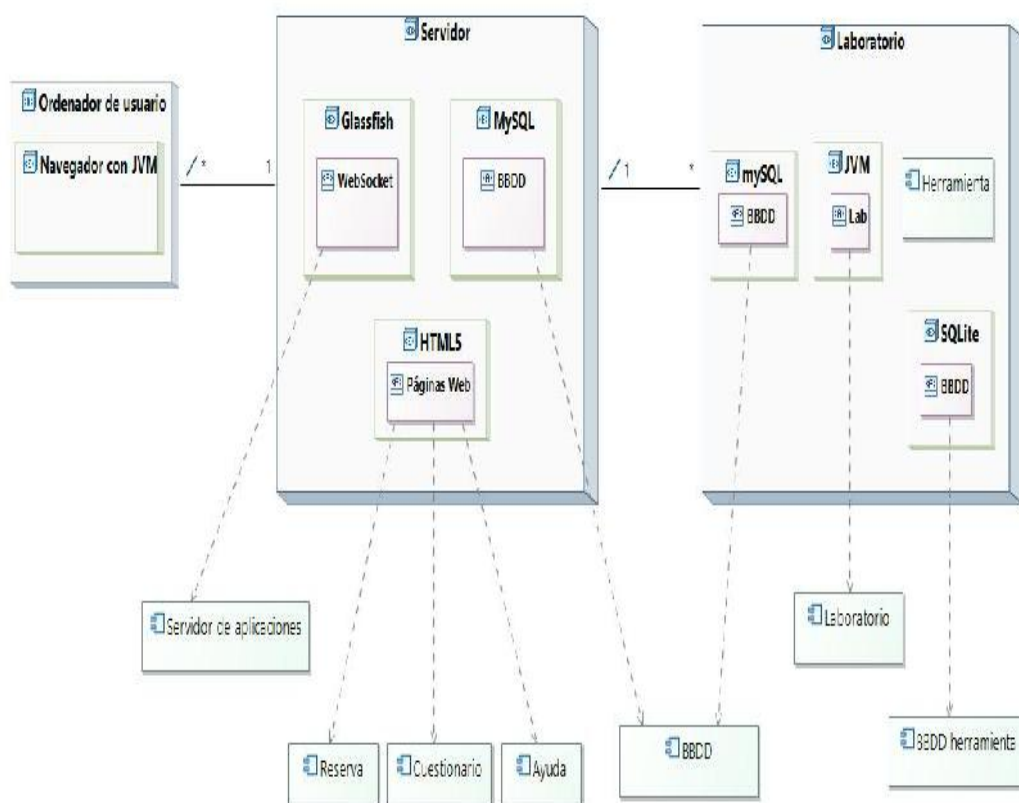 Servidor
Laboratorio
Ordenador de usuario
Navegador con JVM
/ *
1
Glassfish
WebSocket
MySQL
BBDD
/ 1
*
mySQL
BBDD
JVM
Lab
Herramienta
HTML5
Páginas Web
SQLite
BBDD
Servidor de aplicaciones
Laboratorio
Reserva
Cuestionario
Ayuda
BBDD
BBDD herramienta